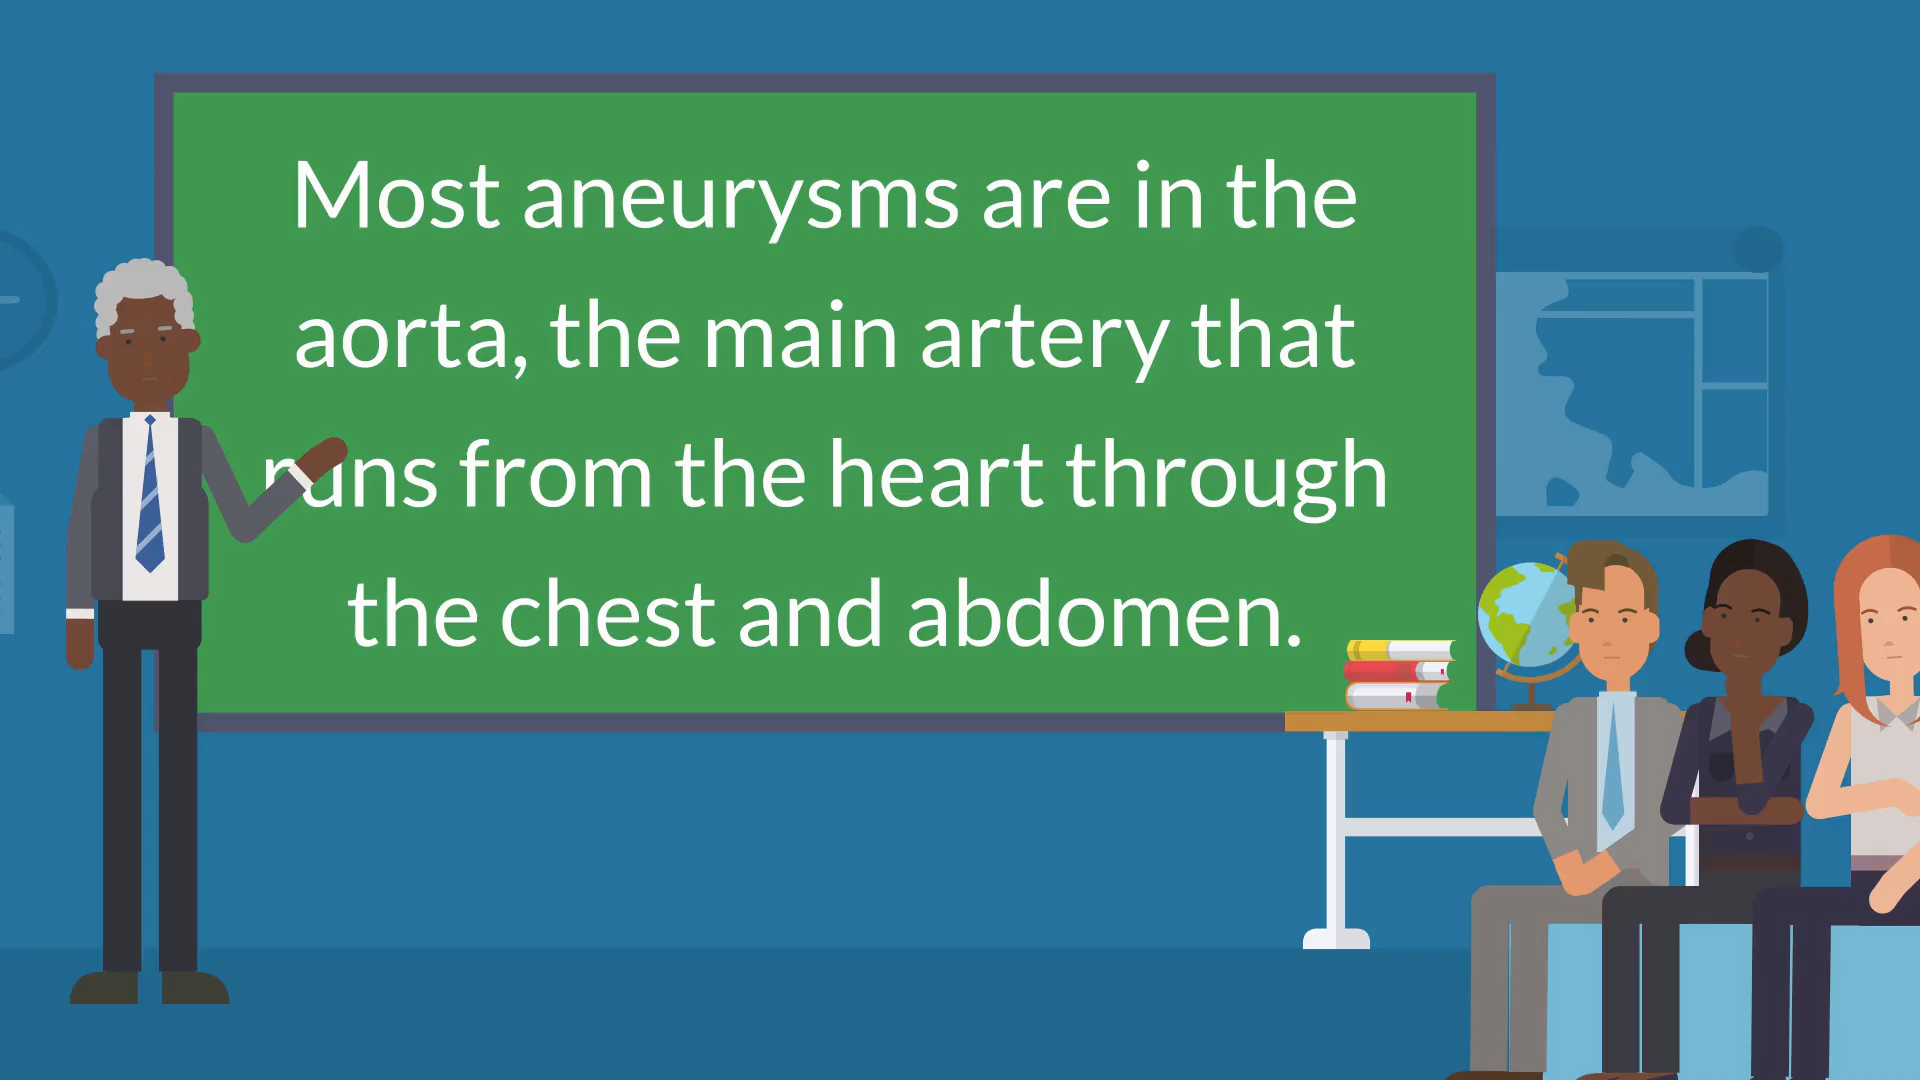 Most aneurysms are in the
aorta, the main artery that
runs from the heart through
the chest and abdomen.